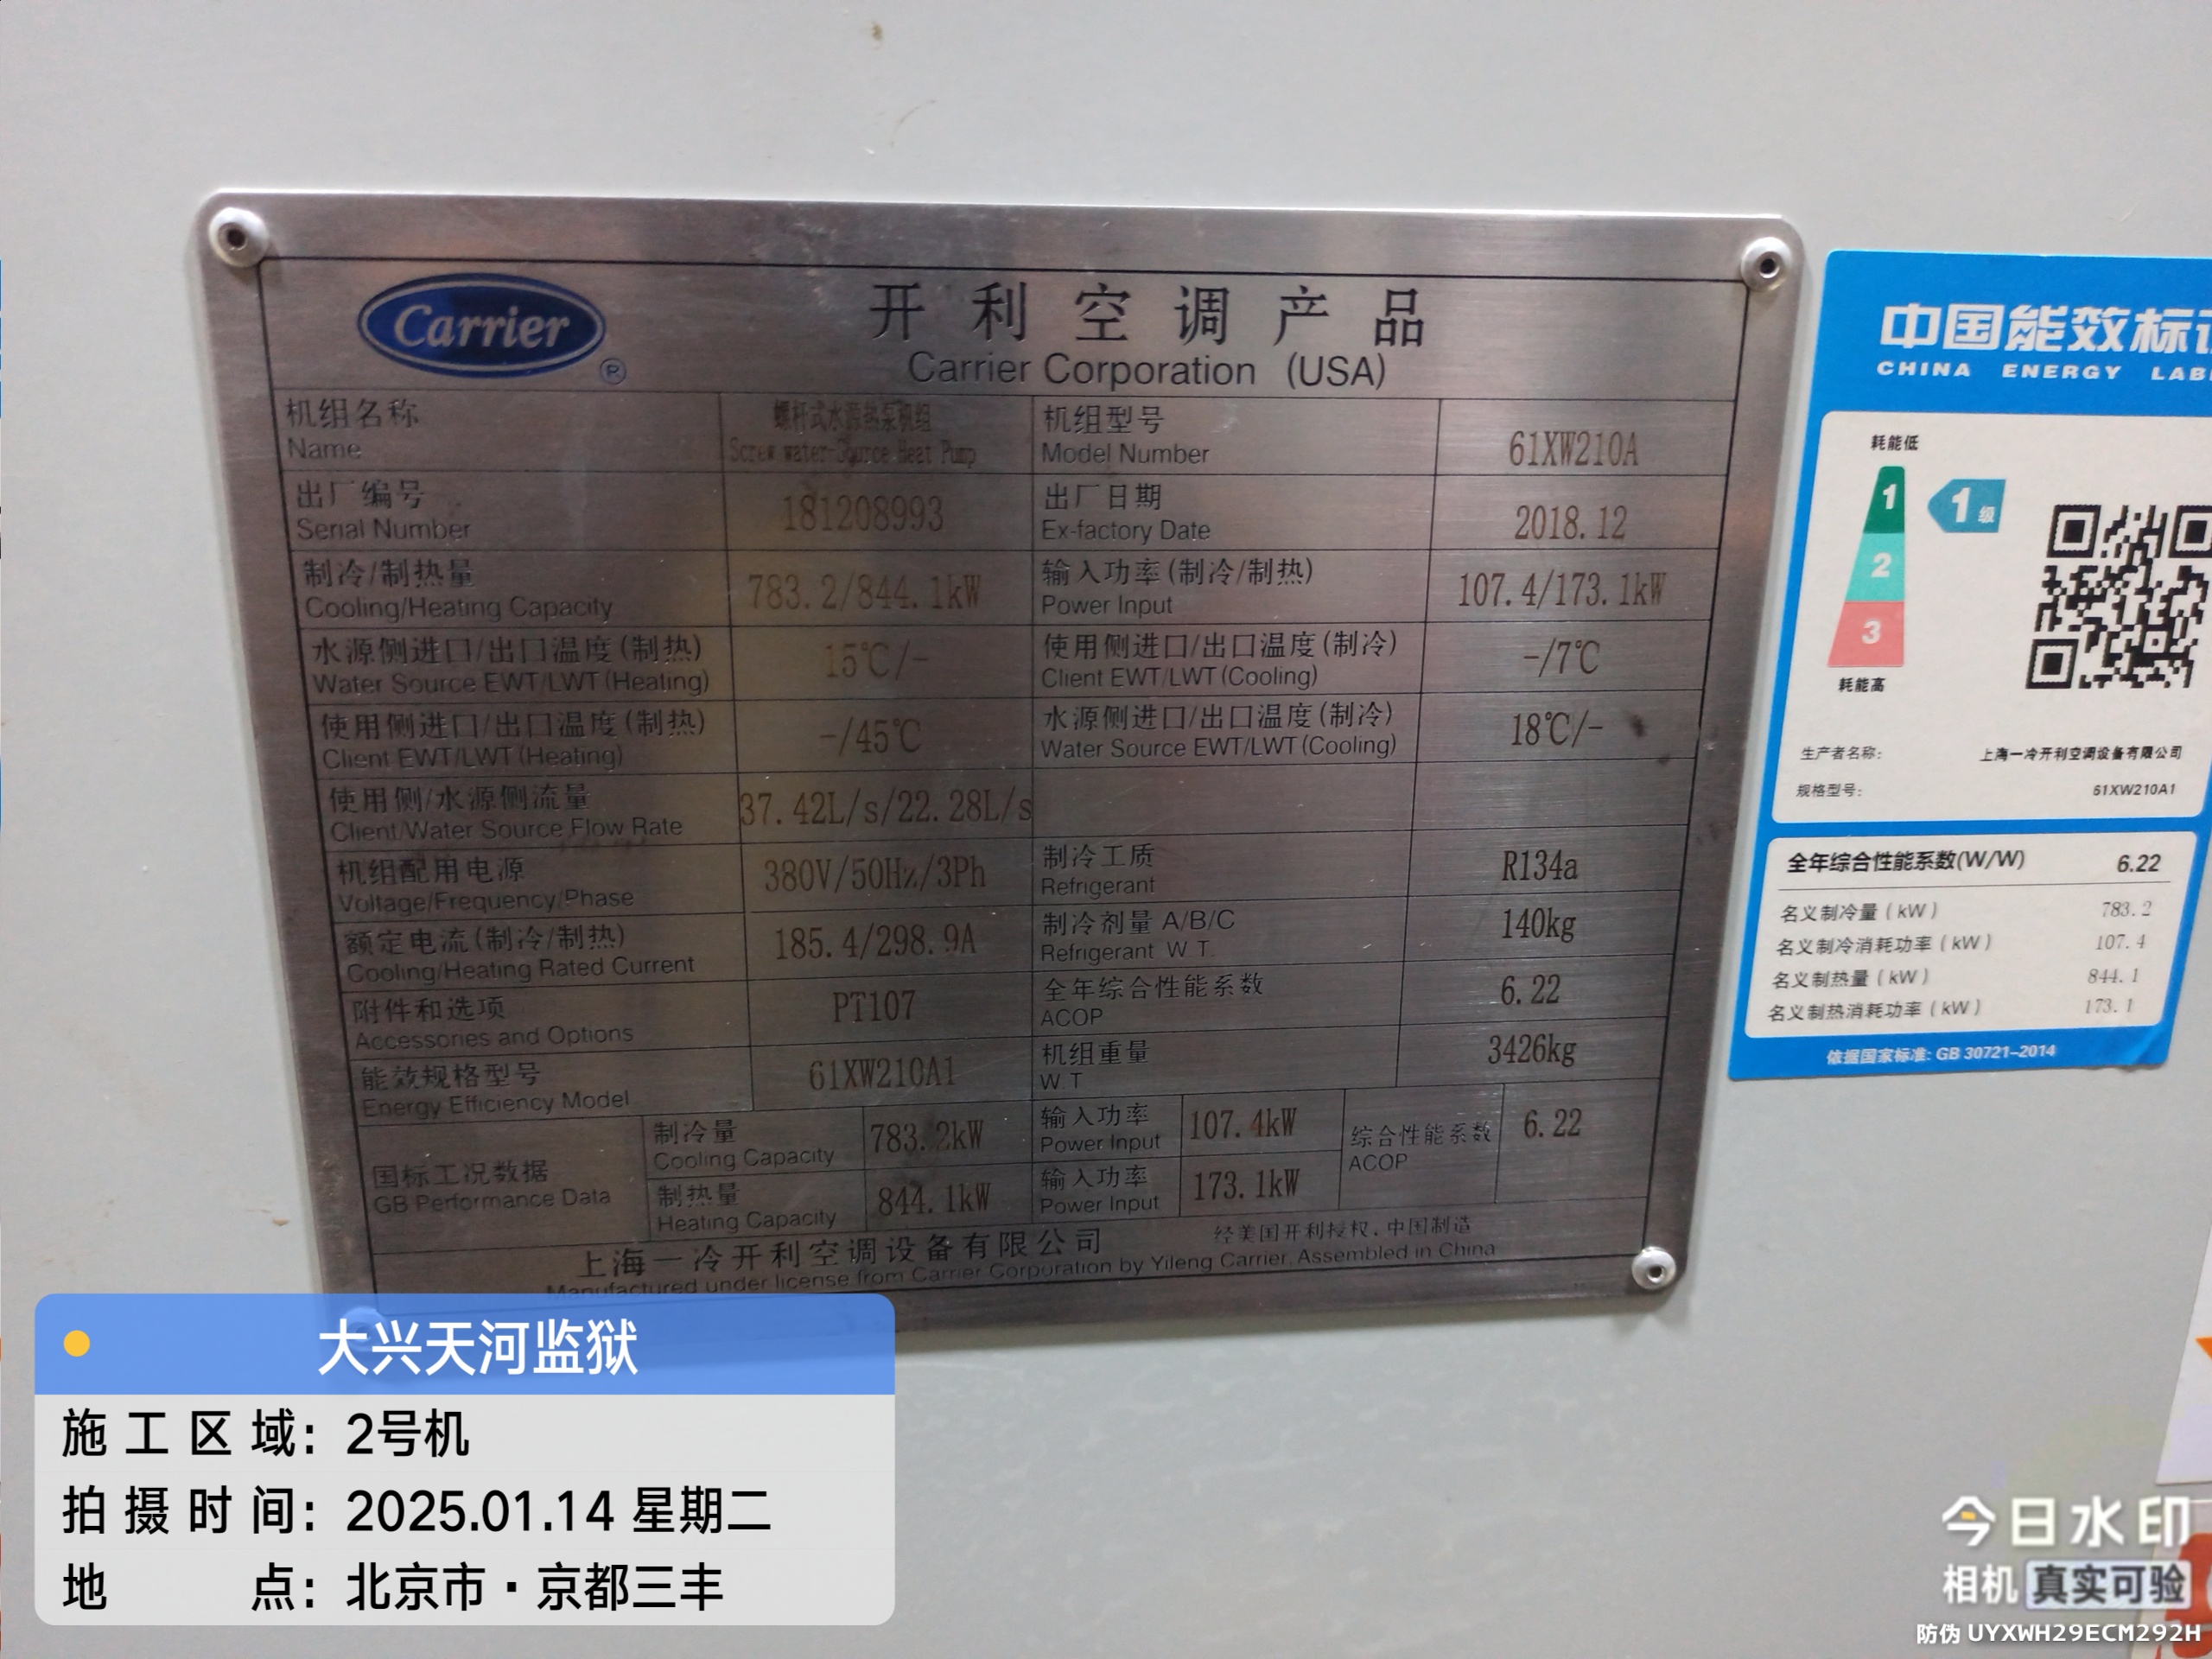 Carrier
®
开利空调产品
Carrier Corporation (USA)
机组名称
Name
螺杆式水源热泵机组
Screw water-Source Heat Pump
机组型号
Model Number
61XW210A
出厂编号
Serial Number
181208993
出厂日期
Ex-factory Date
2018.12
制冷/制热量
Cooling/Heating Capacity
783.2/844.1kW
输入功率(制冷/制热)
Power Input
107.4/173.1kW
水源侧进口/出口温度(制热)
Water Source EWT/LWT(Heating)
15℃/-
使用侧进口/出口温度(制冷)
Client EWT/LWT(Cooling)
-/7℃
使用侧进口/出口温度(制热)
Client EWT/LWT(Heating)
-/45℃
水源侧进口/出口温度(制冷)
Water Source EWT/LWT(Cooling)
18℃/-
使用侧/水源侧流量
Client/Water Source Flow Rate
37.42L/s/22.28L/s
机组配用电源
Voltage/Frequency/Phase
380V/50Hz/3Ph
制冷工质
Refrigerant
R134a
额定电流(制冷/制热)
Cooling/Heating Rated Current
185.4/298.9A
制冷剂量 A/B/C
Refrigerant W T
140kg
附件和选项
Accessories and Options
PT107
全年综合性能系数
ACOP
6.22
能效规格型号
Energy Efficiency Model
61XW210A1
机组重量
W T
3426kg
国标工况数据
GB Performance Data
制冷量
Cooling Capacity
783.2kW
输入功率
Power Input
107.4kW
综合性能系数
ACOP
6.22
制热量
Heating Capacity
844.1kW
输入功率
Power Input
173.1kW
上海一冷开利空调设备有限公司
经美国开利授权.中国制造
Manufactured under license from Carrier Corporation by Yileng Carrier. Assembled in China
中国能效标
CHINA ENERGY LAB
耗能低
1
2
3
1级
耗能高
生产者名称:
上海一冷开利空调设备有限公司
规格型号:
61XW210A1
全年综合性能系数(W/W) 6.22
名义制冷量(kW) 783.2
名义制冷消耗功率(kW) 107.4
名义制热量(kW) 844.1
名义制热消耗功率(kW) 173.1
依据国家标准: GB 30721-2014
大兴天河监狱
施工区域: 2号机
拍摄时间: 2025.01.14 星期二
地点: 北京市·京都三丰
今日水印
相机 真实可验
防伪 UYXWH29ECM292H